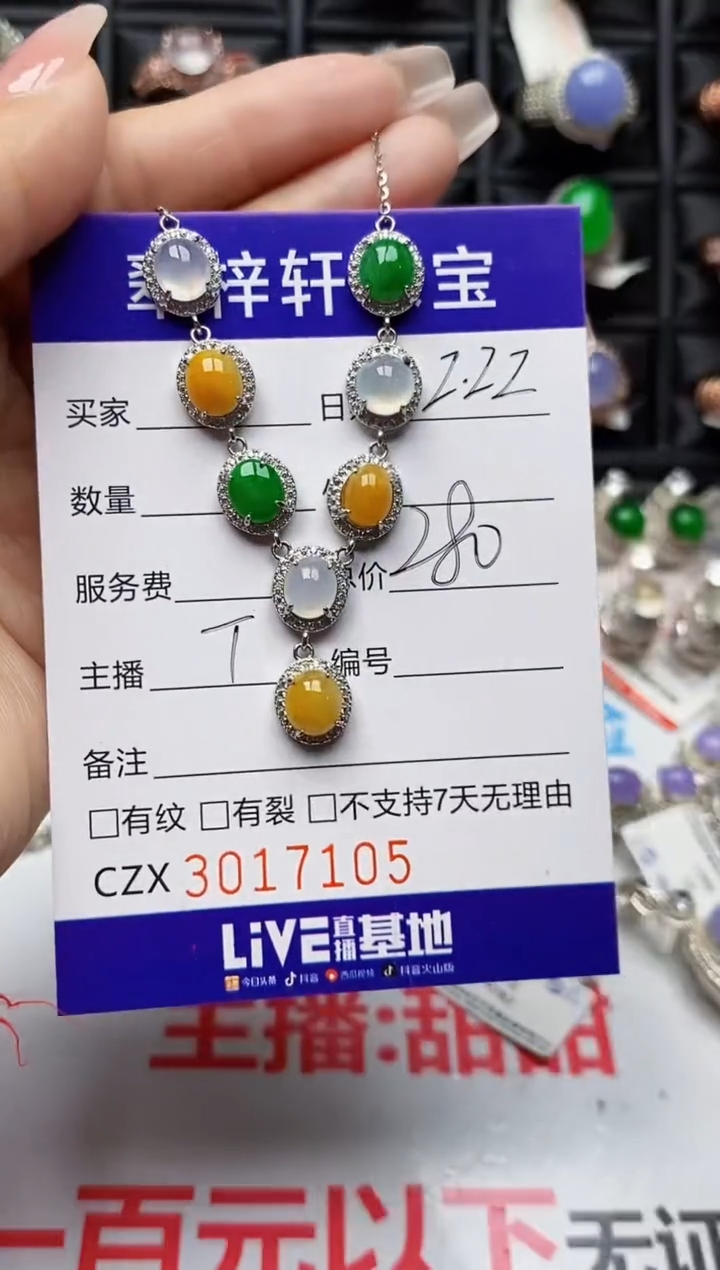 梓轩 宝
买家 日 2.22
数量
服务费 价 280
主播 T 编号
备注
□有纹 □有裂 □不支持7天无理由
CZX 3017105
LiVE直播基地
今日头条 抖音 西瓜视频 抖音火山版
主播:甜甜
一百元以下无证